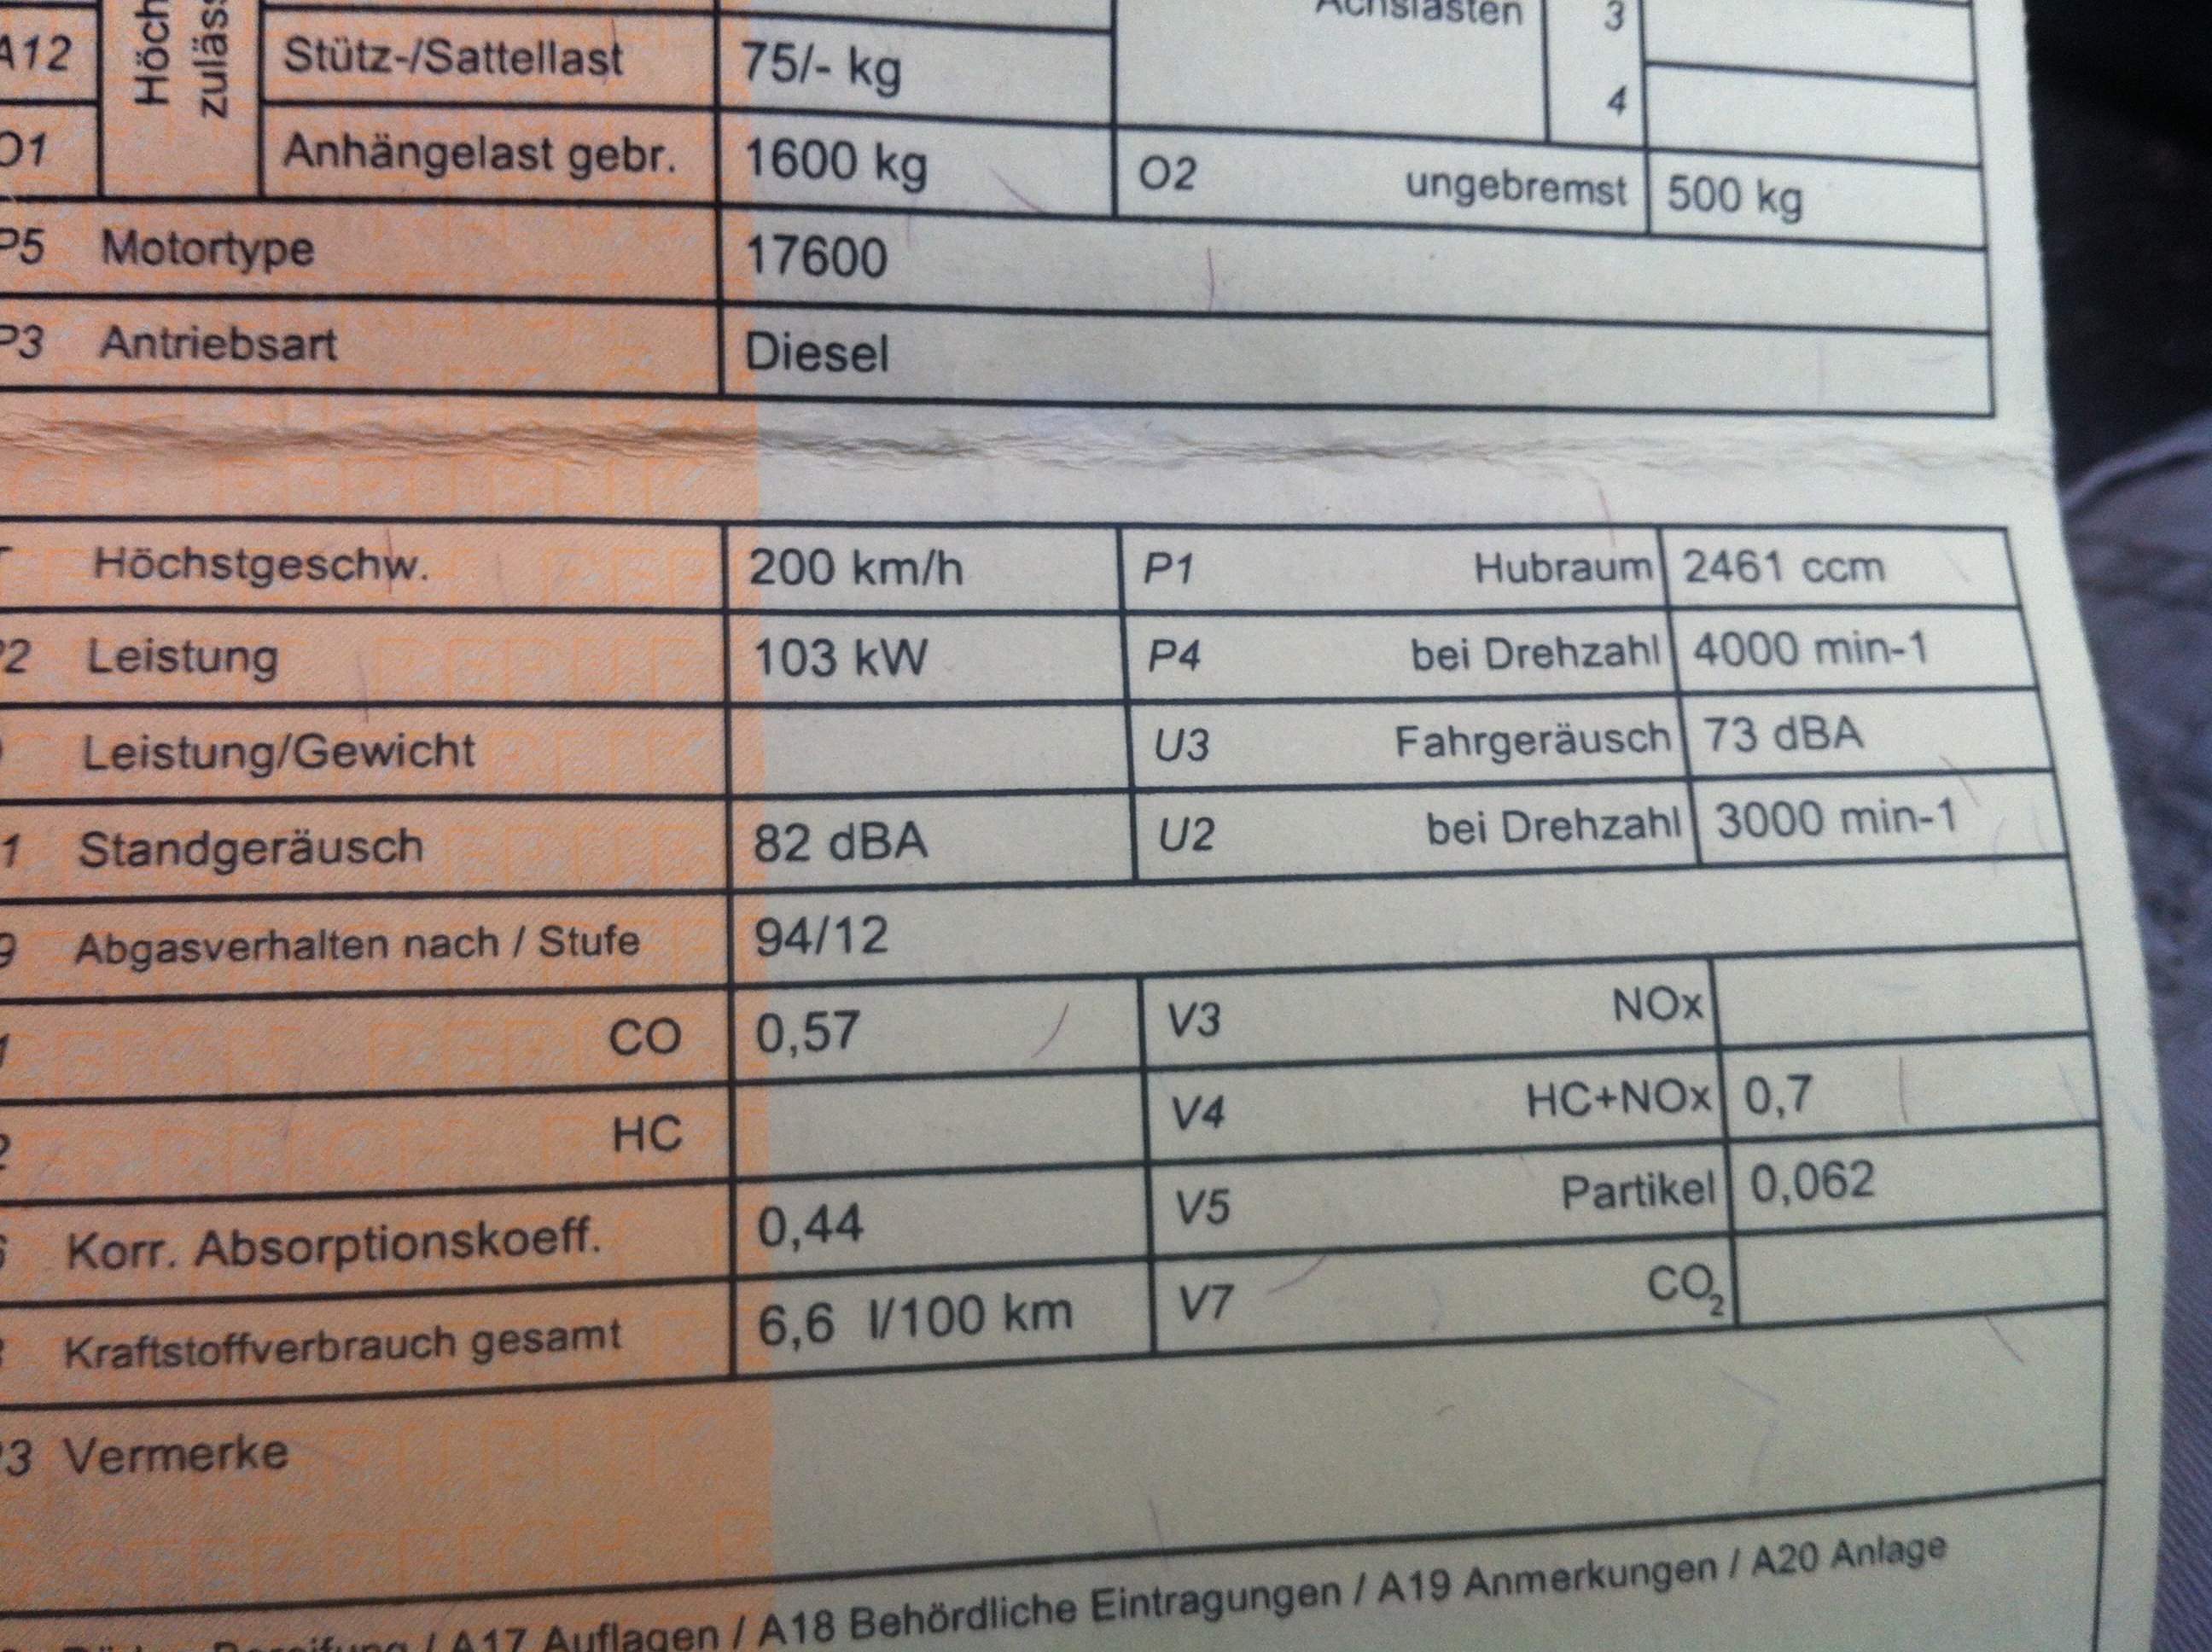 Achslasten 3
A12 Stütz-/Sattellast 75/- kg
4
O1 Anhängelast gebr. 1600 kg O2 ungebremst 500 kg
P5 Motortype 17600
P3 Antriebsart Diesel
Höchstgeschw. 200 km/h P1 Hubraum 2461 ccm
2 Leistung 103 kW P4 bei Drehzahl 4000 min-1
Leistung/Gewicht U3 Fahrgeräusch 73 dBA
1 Standgeräusch 82 dBA U2 bei Drehzahl 3000 min-1
9 Abgasverhalten nach / Stufe 94/12
CO 0,57 V3 NOx
HC V4 HC+NOx 0,7
Korr. Absorptionskoeff. 0,44 V5 Partikel 0,062
Kraftstoffverbrauch gesamt 6,6 l/100 km V7 CO₂
3 Vermerke
/ A17 Auflagen / A18 Behördliche Eintragungen / A19 Anmerkungen / A20 Anlage